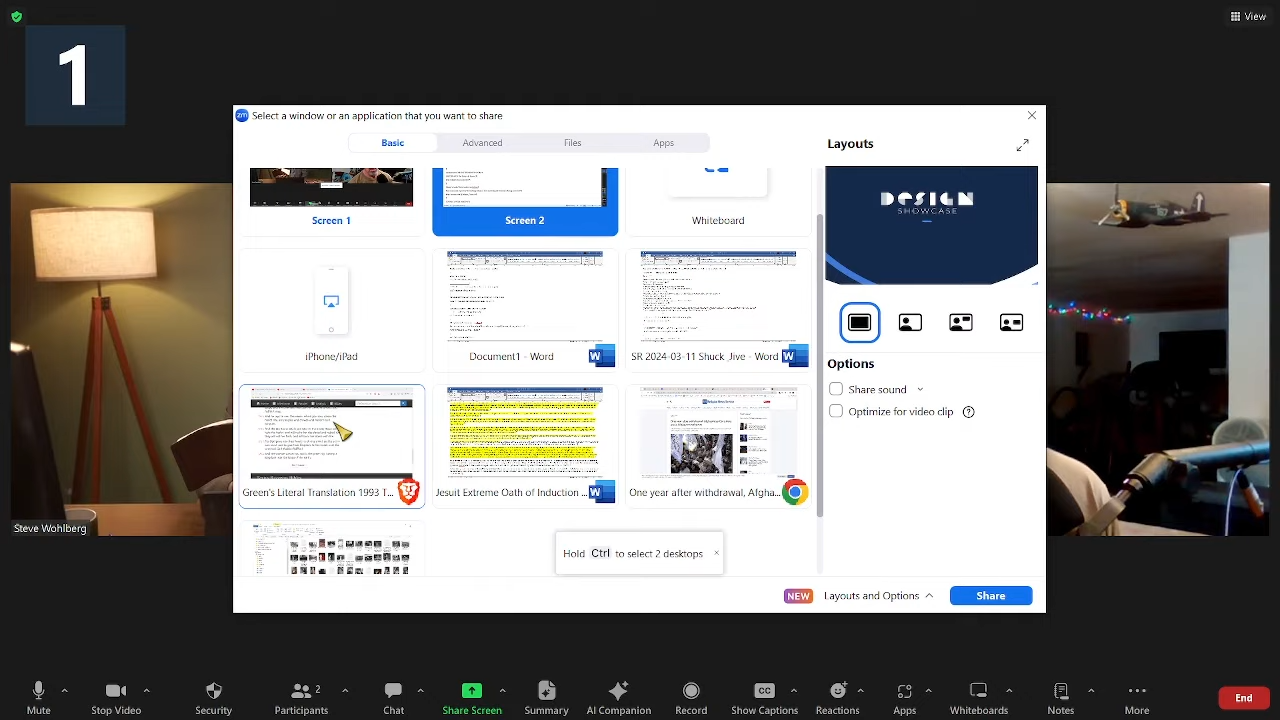 View
1
Select a window or an application that you want to share
Basic
Advanced
Files
Apps
Layouts
DESIGN
SHOWCASE
Screen 1
Screen 2
Whiteboard
iPhone/iPad
Document1 - Word
SR 2024-03-11 Shuck_Jive - Word
Options
Share sound
Optimize for video clip
Green's Literal Translation 1993 T...
Jesuit Extreme Oath of Induction ...
One year after withdrawal, Afgha...
Steve Wohlberg
Hold Ctrl to select 2 desktops
NEW
Layouts and Options
Share
2
Mute
Stop Video
Security
Participants
Chat
Share Screen
Summary
AI Companion
Record
Show Captions
Reactions
Apps
Whiteboards
Notes
More
End